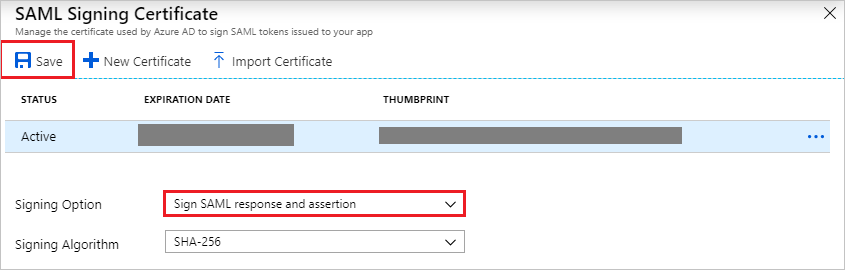 SAML Signing Certificate
Manage the certificate used by Azure AD to sign SAML tokens issued to your app
Save New Certificate Import Certificate
STATUS EXPIRATION DATE THUMBPRINT
Active
Signing Option Sign SAML response and assertion
Signing Algorithm SHA-256